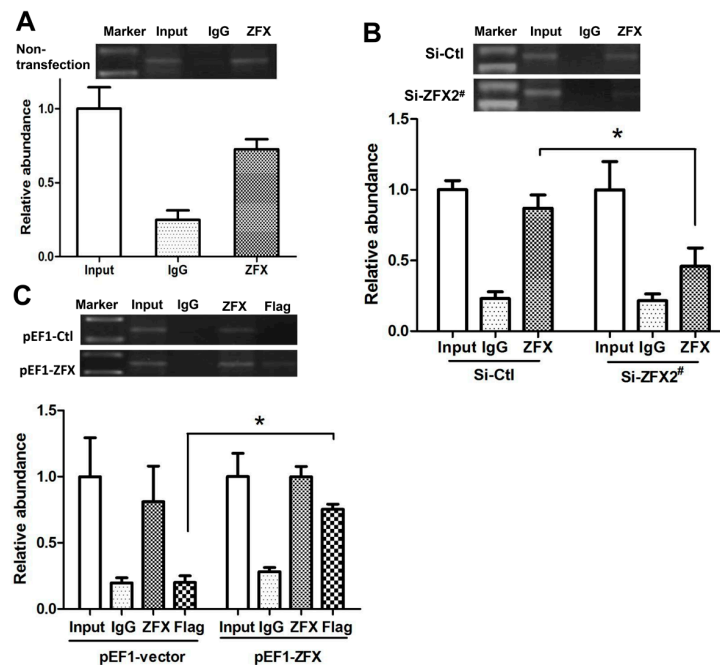 A
Marker Input IgG ZFX
Non-
transfection
Relative abundance
1.0
0.5
0.0
Input IgG ZFX
B
Marker Input IgG ZFX
Si-Ctl
Si-ZFX2#
*
Relative abundance
1.5
1.0
0.5
0.0
Input IgG ZFX Input IgG ZFX
Si-Ctl Si-ZFX2#
C
Marker Input IgG ZFX Flag
pEF1-Ctl
pEF1-ZFX
*
Relative abundance
1.5
1.0
0.5
0.0
Input IgG ZFX Flag Input IgG ZFX Flag
pEF1-vector pEF1-ZFX